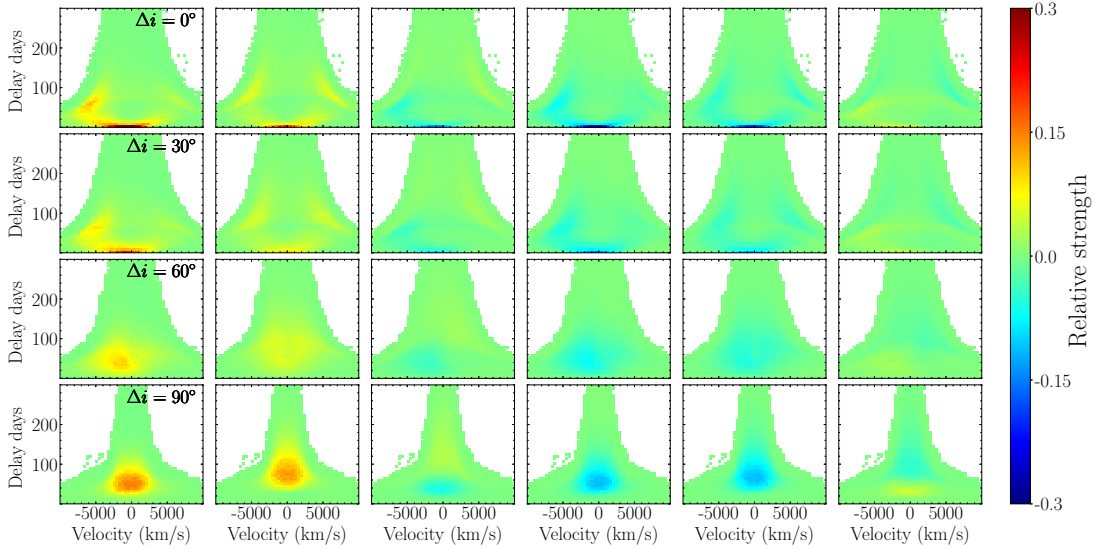 Δi = 0°
Delay days
200
100
0.3
Δi = 30°
Delay days
200
100
0.15
Δi = 60°
Delay days
200
100
0.0
Relative strength
Δi = 90°
Delay days
200
100
-0.15
-0.3
-5000 0 5000 -5000 0 5000 -5000 0 5000 -5000 0 5000 -5000 0 5000 -5000 0 5000
Velocity (km/s) Velocity (km/s) Velocity (km/s) Velocity (km/s) Velocity (km/s) Velocity (km/s)